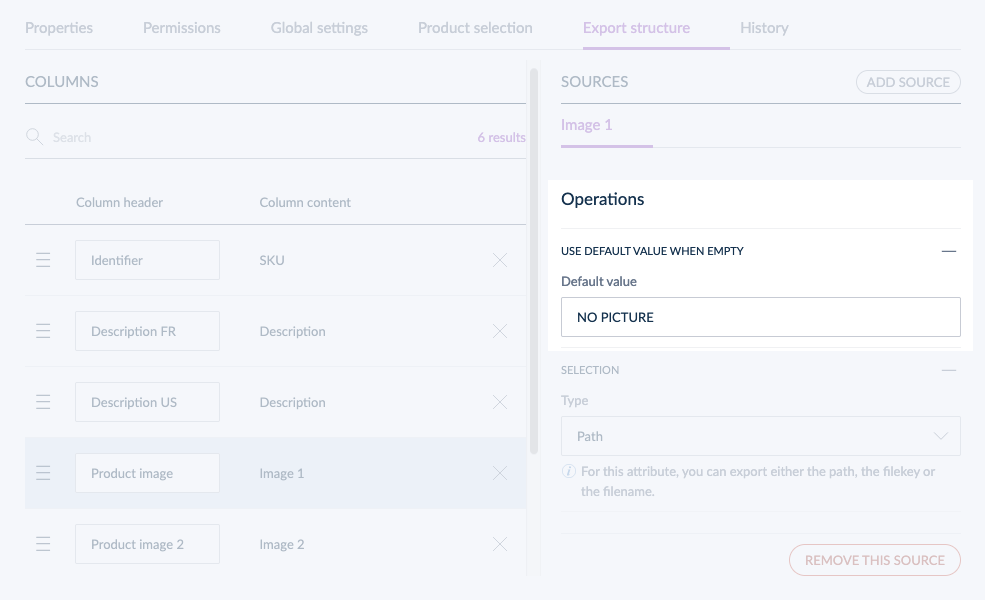 Properties Permissions Global settings Product selection Export structure History
COLUMNS
Search 6 results
Column header Column content
Identifier SKU
Description FR Description
Description US Description
Product image Image 1
Product image 2 Image 2
SOURCES ADD SOURCE
Image 1
Operations
USE DEFAULT VALUE WHEN EMPTY
Default value
NO PICTURE
SELECTION
Type
Path
For this attribute, you can export either the path, the filekey or
the filename.
REMOVE THIS SOURCE